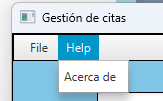 Gestión de citas
File Help
Acerca de